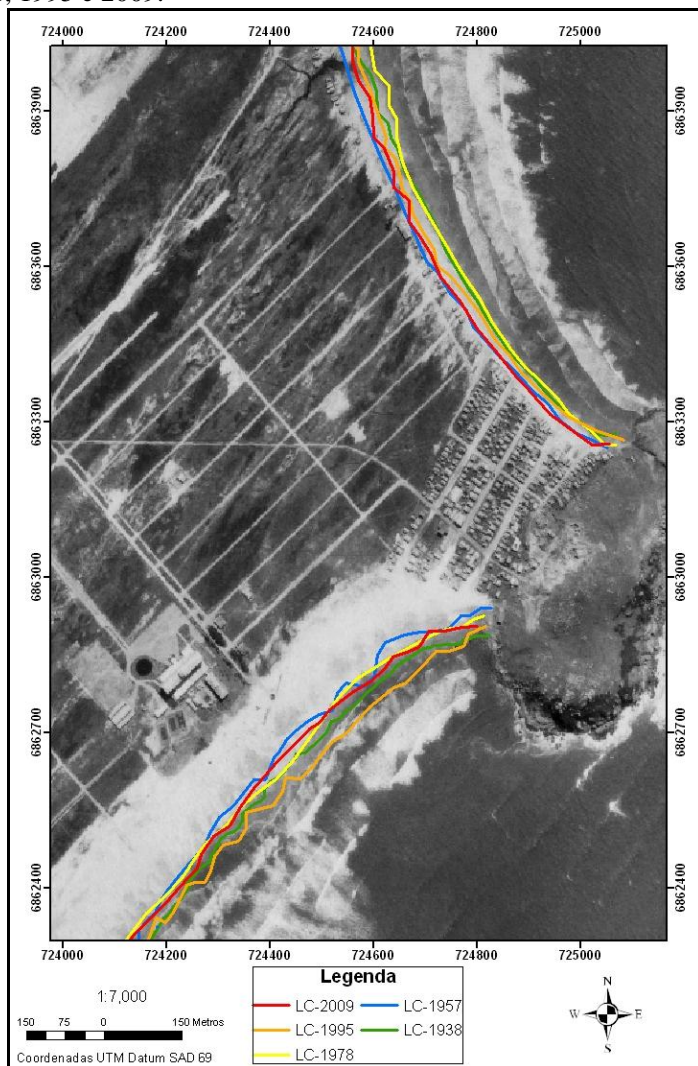 , 1995 e 2009.
724000 724200 724400 724600 724800 725000
6863900 6863900
6863600 6863600
6863300 6863300
6863000 6863000
6862700 6862700
6862400 6862400
724000 724200 724400 724600 724800 725000
1:7,000
150 75 0 150 Metros
Coordenadas UTM Datum SAD 69
Legenda
LC-2009 LC-1957
LC-1995 LC-1938
LC-1978
N
W E
S